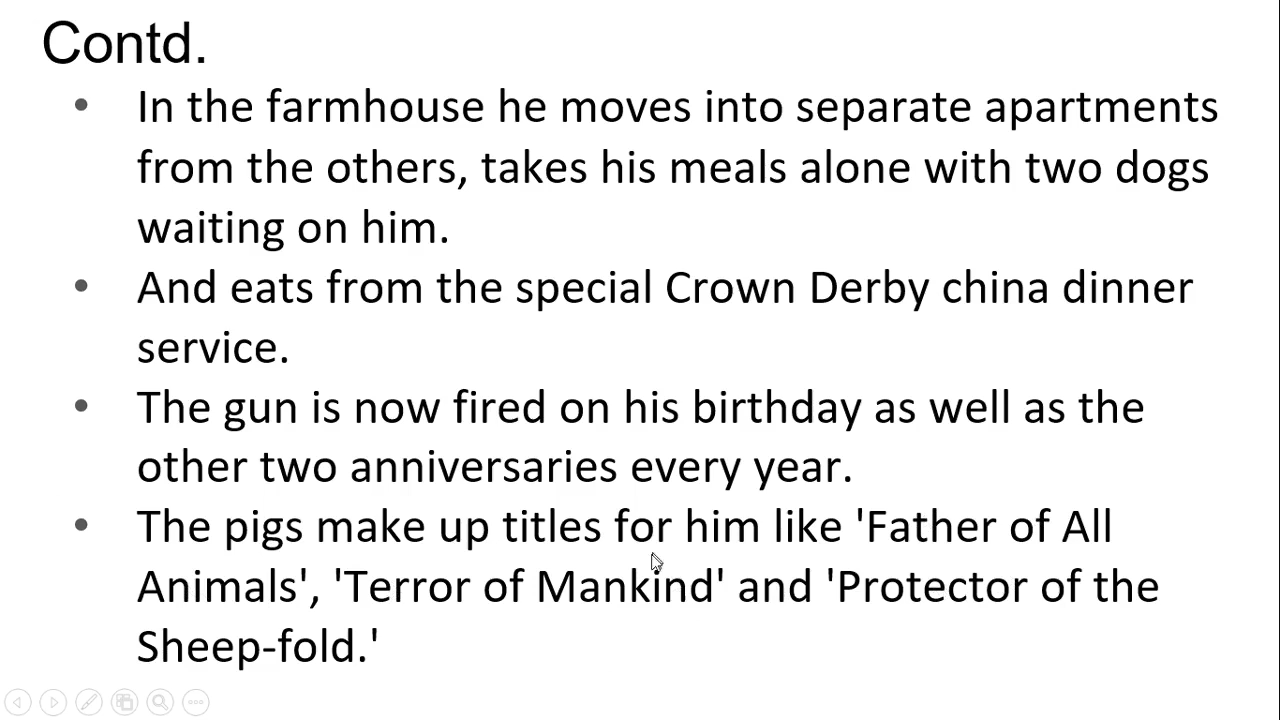 Contd.
• In the farmhouse he moves into separate apartments
from the others, takes his meals alone with two dogs
waiting on him.
• And eats from the special Crown Derby china dinner
service.
• The gun is now fired on his birthday as well as the
other two anniversaries every year.
• The pigs make up titles for him like 'Father of All
Animals', 'Terror of Mankind' and 'Protector of the
Sheep-fold.'